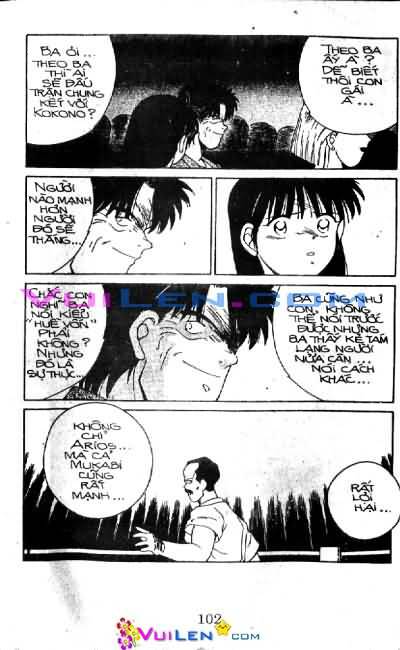 BA ƠI...
THEO BA
THÌ AI
SẼ ĐẤU
TRẬN CHUNG
KẾT VỚI
KOKONO?
THEO BA
ẤY À?
DỄ BIẾT
THÔI CON
GÁI
À...
NGƯỜI
NÀO MẠNH
HƠN
NGƯỜI
ĐÓ SẼ
THẮNG...
CHẮC CON
NGHĨ BA
NÓI KIỂU
"HUỀ VỐN"
PHẢI
KHÔNG?
NHƯNG
ĐÓ LÀ
SỰ THỰC...
BA CŨNG NHƯ
CON, KHÔNG
THỂ NÓI TRƯỚC
ĐƯỢC NHƯNG
BA THẤY KẺ TÁM
LẠNG NGƯỜI
NỬA CÂN...
NÓI CÁCH
KHÁC...
VUILEN.COM
KHÔNG
CHỈ
ARIOS...
MÀ CẢ
MUKABI
CŨNG
RẤT
MẠNH...
RẤT
LỢI
HẠI...
102
VUILEN.COM